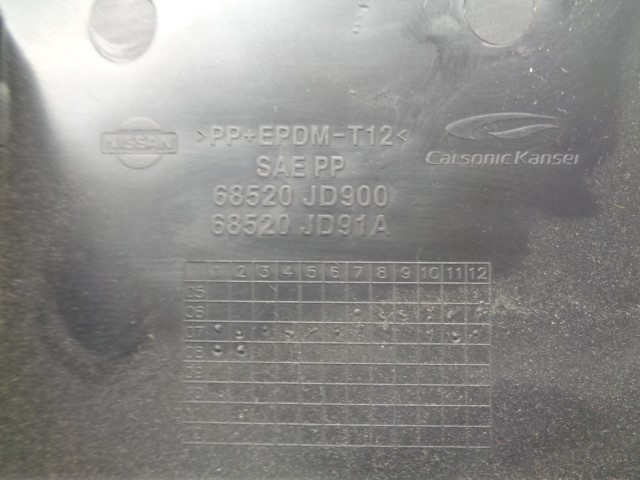 NISSAN
>PP+EPDM-T12<
SAE PP
68520 JD900
68520 JD91A
CalsonicKansei
1 2 3 4 5 6 7 8 9 10 11 12
05
06
07
08